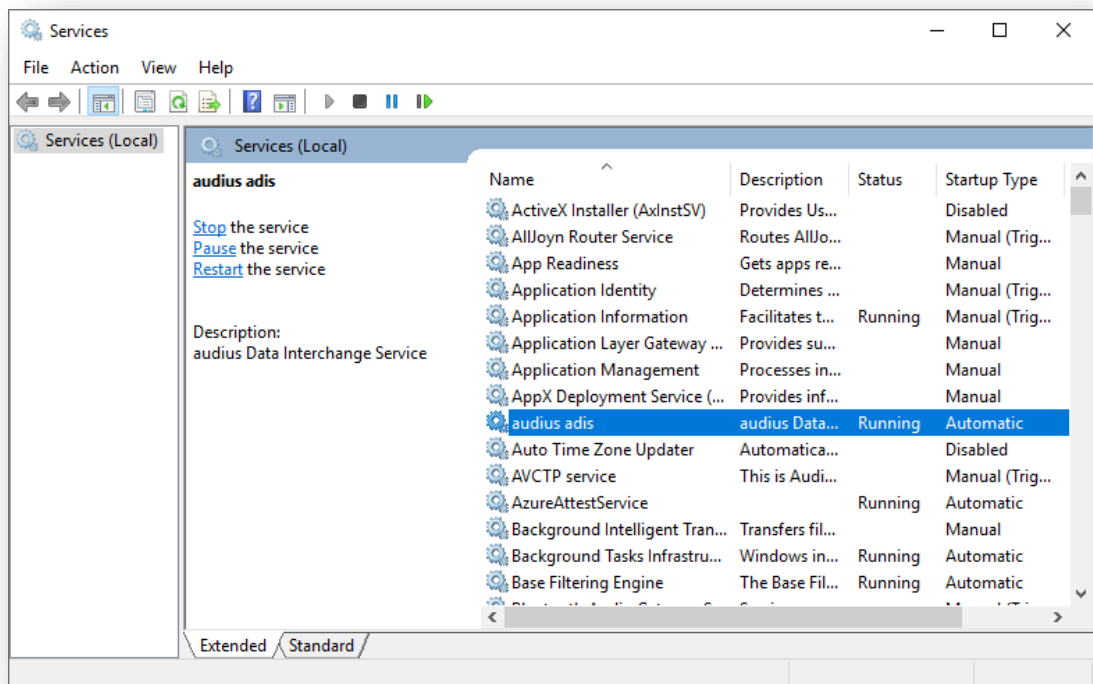 Services
File Action View Help
Services (Local)
Services (Local)
audius adis
Stop the service
Pause the service
Restart the service
Description:
audius Data Interchange Service
Name Description Status Startup Type
ActiveX Installer (AxInstSV) Provides Us... Disabled
AllJoyn Router Service Routes AllJo... Manual (Trig...
App Readiness Gets apps re... Manual
Application Identity Determines ... Manual (Trig...
Application Information Facilitates t... Running Manual (Trig...
Application Layer Gateway ... Provides su... Manual
Application Management Processes in... Manual
AppX Deployment Service (... Provides inf... Manual
audius adis audius Data... Running Automatic
Auto Time Zone Updater Automatica... Disabled
AVCTP service This is Audi... Manual (Trig...
AzureAttestService Running Automatic
Background Intelligent Tran... Transfers fil... Manual
Background Tasks Infrastru... Windows in... Running Automatic
Base Filtering Engine The Base Fil... Running Automatic
Extended Standard